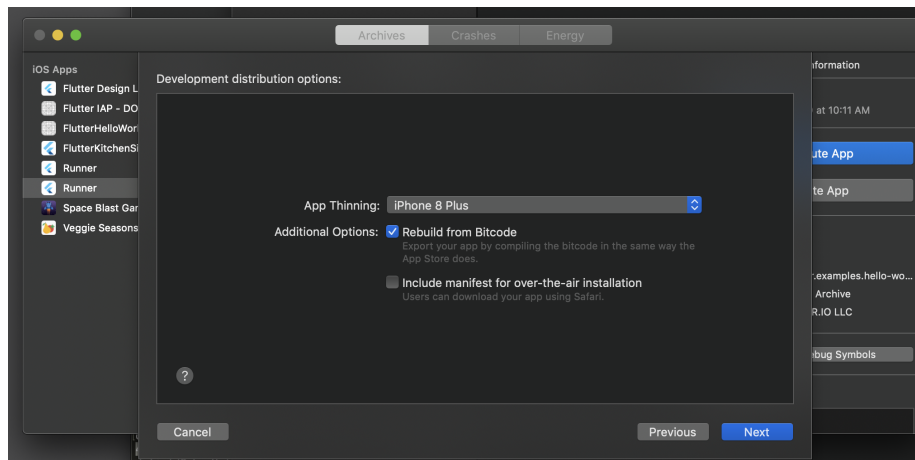 Archives
Crashes
Energy
iOS Apps
Flutter Design L
Flutter IAP - DO
FlutterHelloWor
FlutterKitchenSi
Runner
Runner
Space Blast Gar
Veggie Seasons
Development distribution options:
App Thinning: iPhone 8 Plus
Additional Options: Rebuild from Bitcode
Export your app by compiling the bitcode in the same way the
App Store does.
Include manifest for over-the-air installation
Users can download your app using Safari.
?
Cancel
Previous
Next
nformation
at 10:11 AM
ute App
te App
r.examples.hello-wo...
Archive
R.IO LLC
ebug Symbols